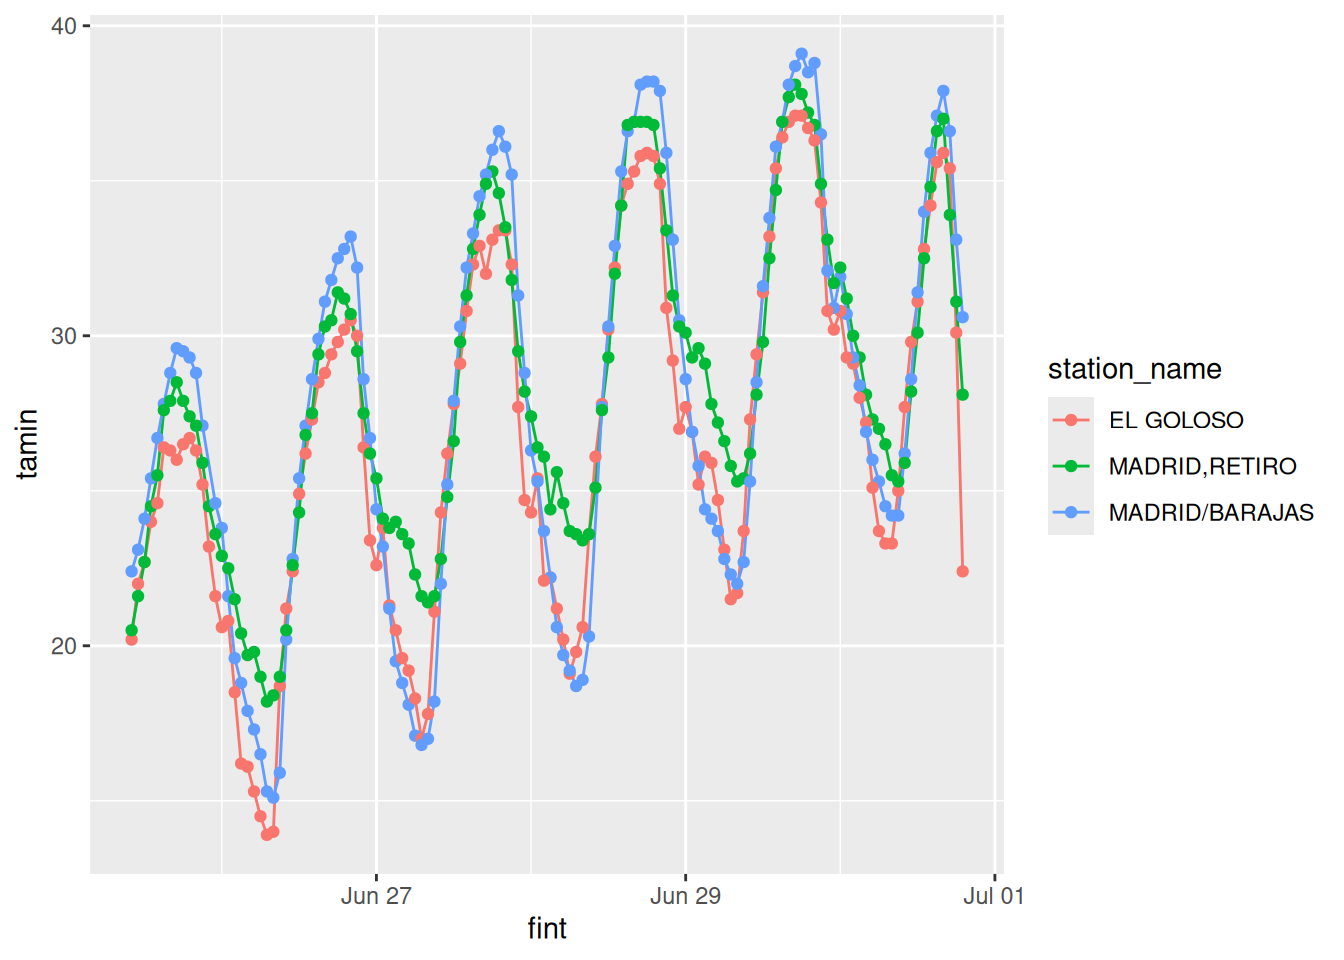 40
30
20
tamin
Jun 27
Jun 29
Jul 01
fint
station_name
EL GOLOSO
MADRID,RETIRO
MADRID/BARAJAS